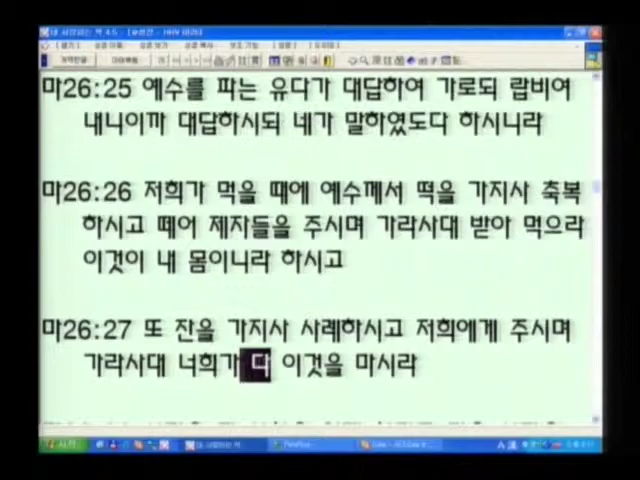 마26:25 예수를 파는 유다가 대답하여 가로되 랍비여
내니이까 대답하시되 네가 말하였도다 하시니라
마26:26 저희가 먹을 때에 예수께서 떡을 가지사 축복
하시고 떼어 제자들을 주시며 가라사대 받아 먹으라
이것이 내 몸이니라 하시고
마26:27 또 잔을 가지사 사례하시고 저희에게 주시며
가라사대 너희가 다 이것을 마시라